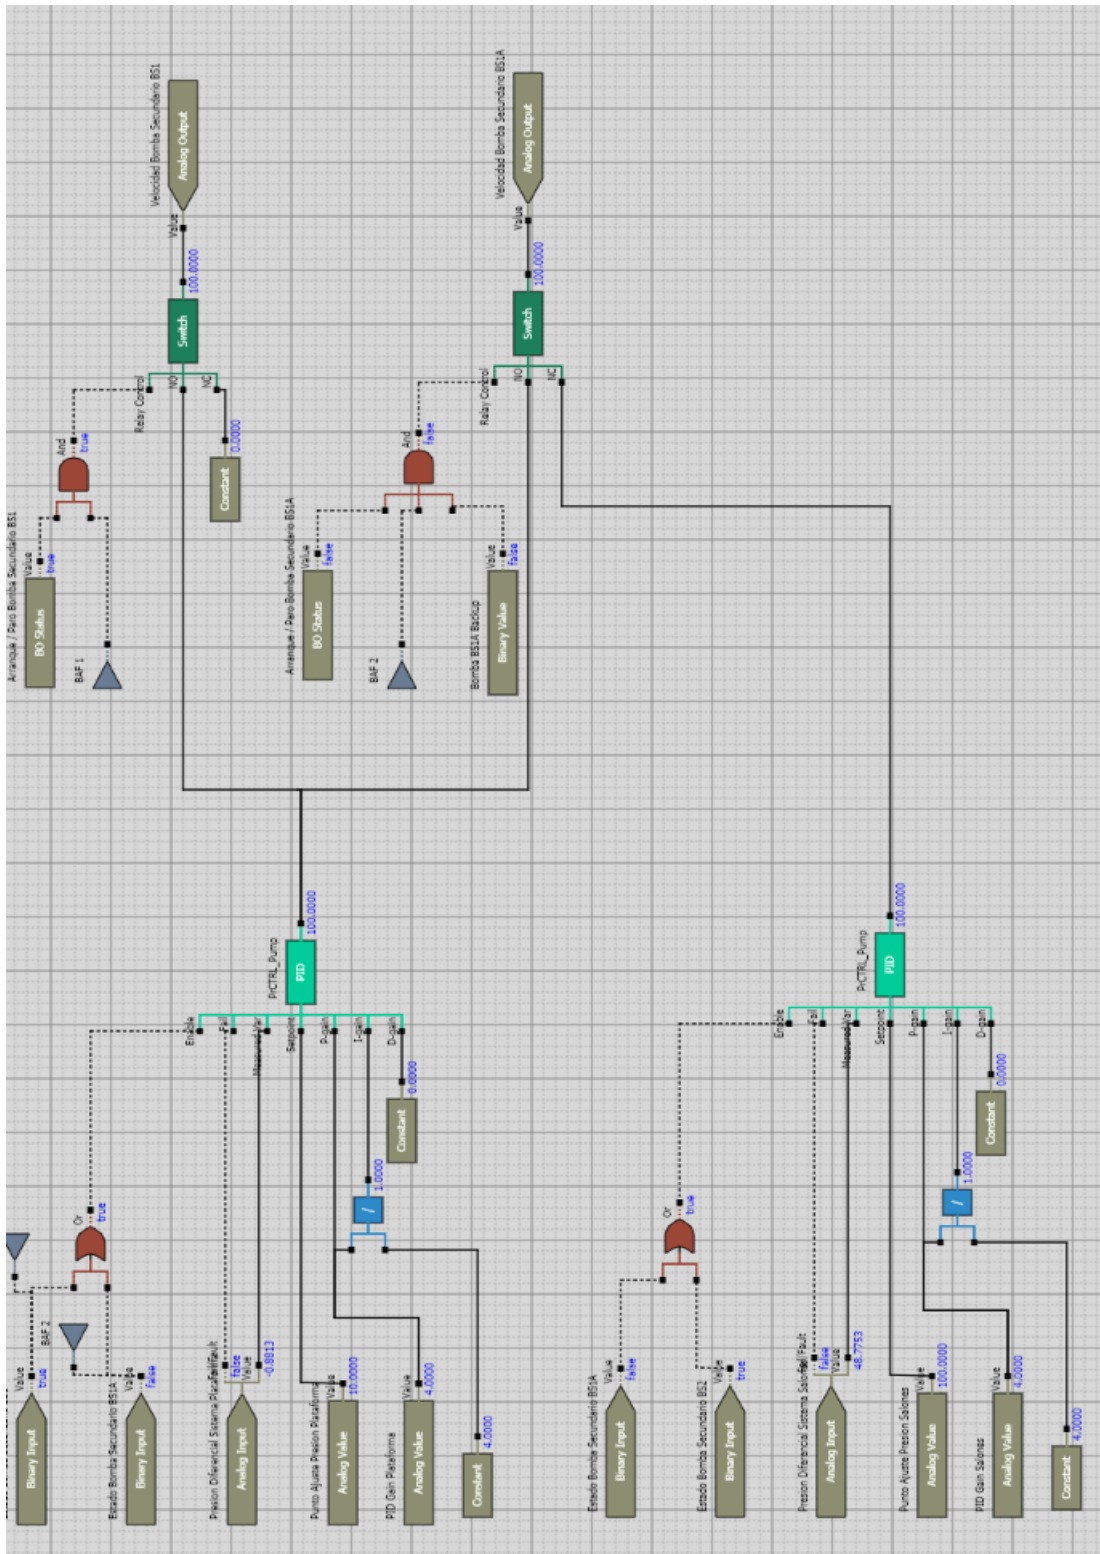 Binary Input
Value
true
BAF 2
Estado Bomba Secundario BS1A
Binary Input
Value
false
Or
true
Presion Diferencial Sistema Plataforma
Analog Input
false
Value
-0.8813
Punto Ajuste Presion Plataforma
Analog Value
Value
10.0000
PID Gain Plataforma
Analog Value
Value
4.0000
Constant
4.0000
/
1.0000
Constant
0.0000
Enable
Fail
Measured Var
Setpoint
P-gain
I-gain
D-gain
PrCTRL_Pump
PID
100.0000
Arranque / Paro Bomba Secundario BS1
BO Status
Value
true
BAF 1
And
true
Constant
0.0000
Relay Control
NO
NC
Switch
100.0000
Velocidad Bomba Secundario BS1
Value
Analog Output
Arranque / Paro Bomba Secundario BS1A
BO Status
Value
false
BAF 2
Bomba BS1A Backup
Binary Value
Value
false
And
false
Relay Control
NO
NC
Switch
100.0000
Velocidad Bomba Secundario BS1A
Value
Analog Output
Estado Bomba Secundario BS1A
Binary Input
Value
false
Estado Bomba Secundario BS2
Binary Input
Value
true
Or
true
Presion Diferencial Sistema Salones
Analog Input
Fault
false
Value
-48.7753
Punto Ajuste Presion Salones
Analog Value
Value
100.0000
PID Gain Salones
Analog Value
Value
4.0000
Constant
4.0000
/
1.0000
Constant
0.0000
Enable
Fail
Measured Var
Setpoint
P-gain
I-gain
D-gain
PrCTRL_Pump
PID
100.0000